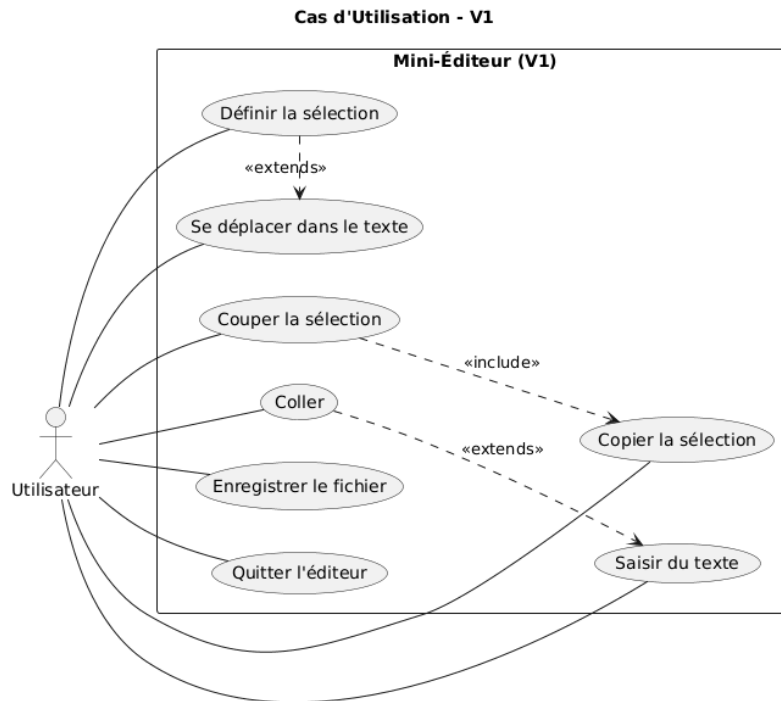 Cas d'Utilisation - V1
Mini-Éditeur (V1)
Définir la sélection
«extends»
Se déplacer dans le texte
Couper la sélection
«include»
Coller
Copier la sélection
«extends»
Utilisateur
Enregistrer le fichier
Saisir du texte
Quitter l'éditeur